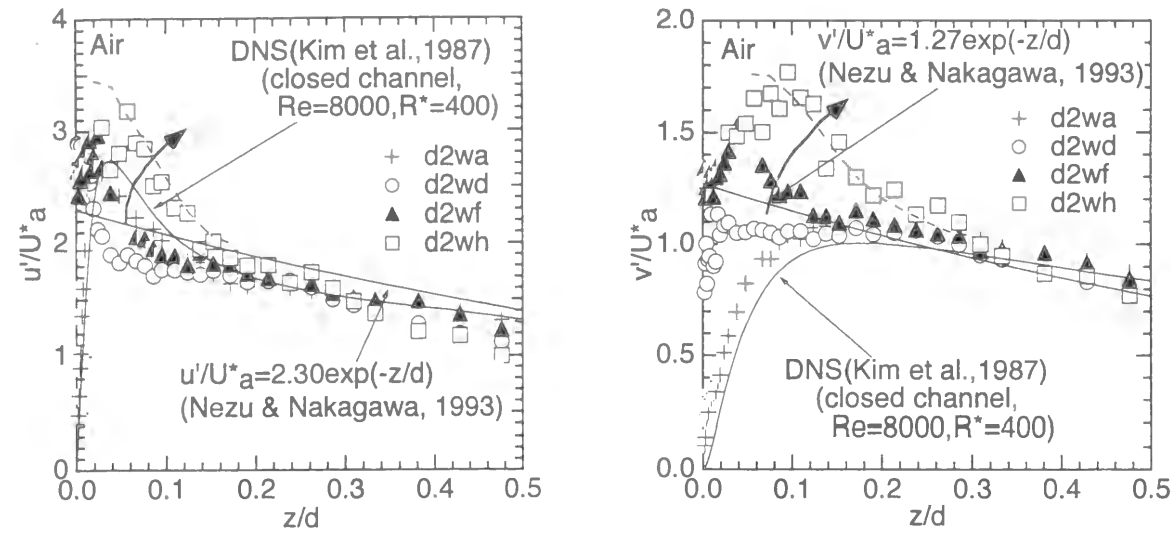 4
3
2
1
0
u'/U*a
Air
DNS(Kim et al.,1987)
(closed channel,
Re=8000,R*=400)
d2wa
d2wd
d2wf
d2wh
u'/U*a=2.30exp(-z/d)
(Nezu & Nakagawa, 1993)
0.0 0.1 0.2 0.3 0.4 0.5
z/d
2.0
1.5
1.0
0.5
0.0
v'/U*a
Air
v'/U*a=1.27exp(-z/d)
(Nezu & Nakagawa, 1993)
d2wa
d2wd
d2wf
d2wh
DNS(Kim et al.,1987)
(closed channel,
Re=8000,R*=400)
0.0 0.1 0.2 0.3 0.4 0.5
z/d